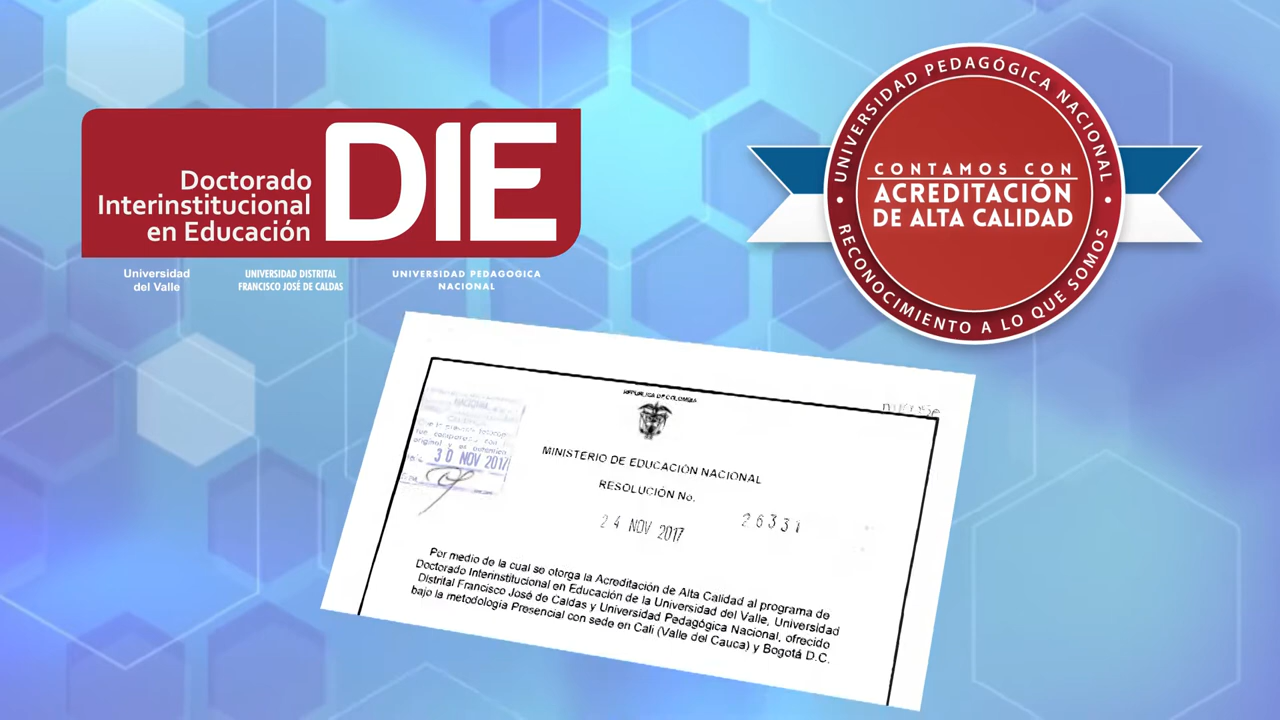 Doctorado
Interinstitucional
en Educación
DIE
Universidad
del Valle
UNIVERSIDAD DISTRITAL
FRANCISCO JOSÉ DE CALDAS
UNIVERSIDAD PEDAGOGICA
NACIONAL
UNIVERSIDAD PEDAGÓGICA NACIONAL
CONTAMOS CON
ACREDITACIÓN
DE ALTA CALIDAD
RECONOCIMIENTO A LO QUE SOMOS
REPUBLICA DE COLOMBIA
NACIONAL
original y es auténtico
30 NOV 2017
MINISTERIO DE EDUCACIÓN NACIONAL
RESOLUCIÓN No.
26331
24 NOV 2017
Por medio de la cual se otorga la Acreditación de Alta Calidad al programa de
Doctorado Interinstitucional en Educación de la Universidad del Valle, Universidad
Distrital Francisco José de Caldas y Universidad Pedagógica Nacional, ofrecido
bajo la metodología Presencial con sede en Cali (Valle del Cauca) y Bogotá D.C.